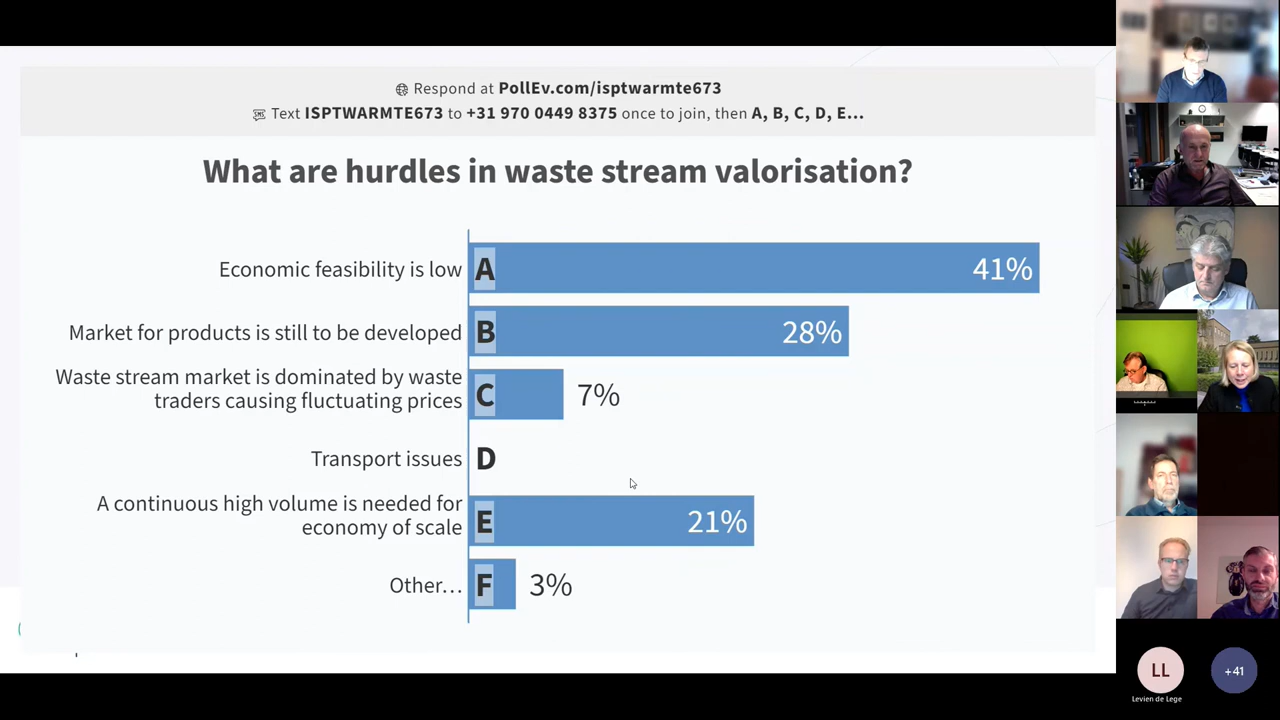 Respond at PollEv.com/isptwarmte673
Text ISPTWARMTE673 to +31 970 0449 8375 once to join, then A, B, C, D, E...
What are hurdles in waste stream valorisation?
Economic feasibility is low A 41%
Market for products is still to be developed B 28%
Waste stream market is dominated by waste
traders causing fluctuating prices C 7%
Transport issues D
A continuous high volume is needed for
economy of scale E 21%
Other... F 3%
LL
Levien de Lege
+41